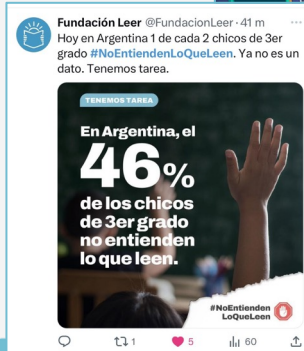 Fundación Leer @FundacionLeer · 41 m
Hoy en Argentina 1 de cada 2 chicos de 3er
grado #NoEntiendenLoQueLeen. Ya no es un
dato. Tenemos tarea.
TENEMOS TAREA
En Argentina, el
46%
de los chicos
de 3er grado
no entienden
lo que leen.
#NoEntienden
LoQueLeen
1
5
60